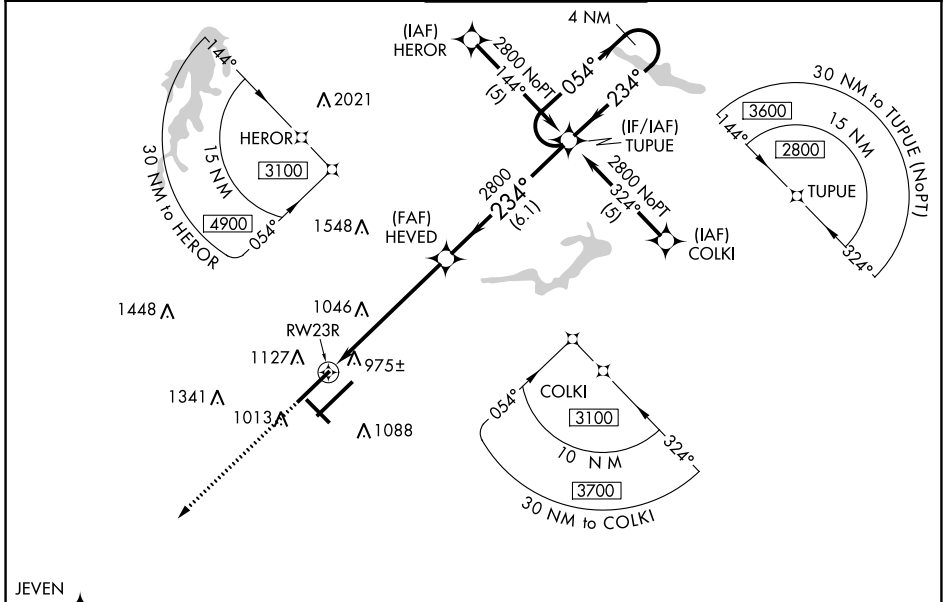 4 NM
(IAF)
HEROR
2800 NoPT
144°
(5)
054°
234°
(IF/IAF)
TUPUE
2800 NoPT
324°
(5)
(IAF)
COLKI
2800
234°
(6.1)
(FAF)
HEVED
144°
HEROR
3100
15 NM
4900
054°
30 NM to HEROR
2021
1548
1448
1046
RW23R
1127
975±
1341
1013
1088
30 NM to TUPUE (NoPT)
3600
15 NM
144°
2800
TUPUE
324°
COLKI
054°
3100
324°
10 NM
3700
30 NM to COLKI
JEVEN